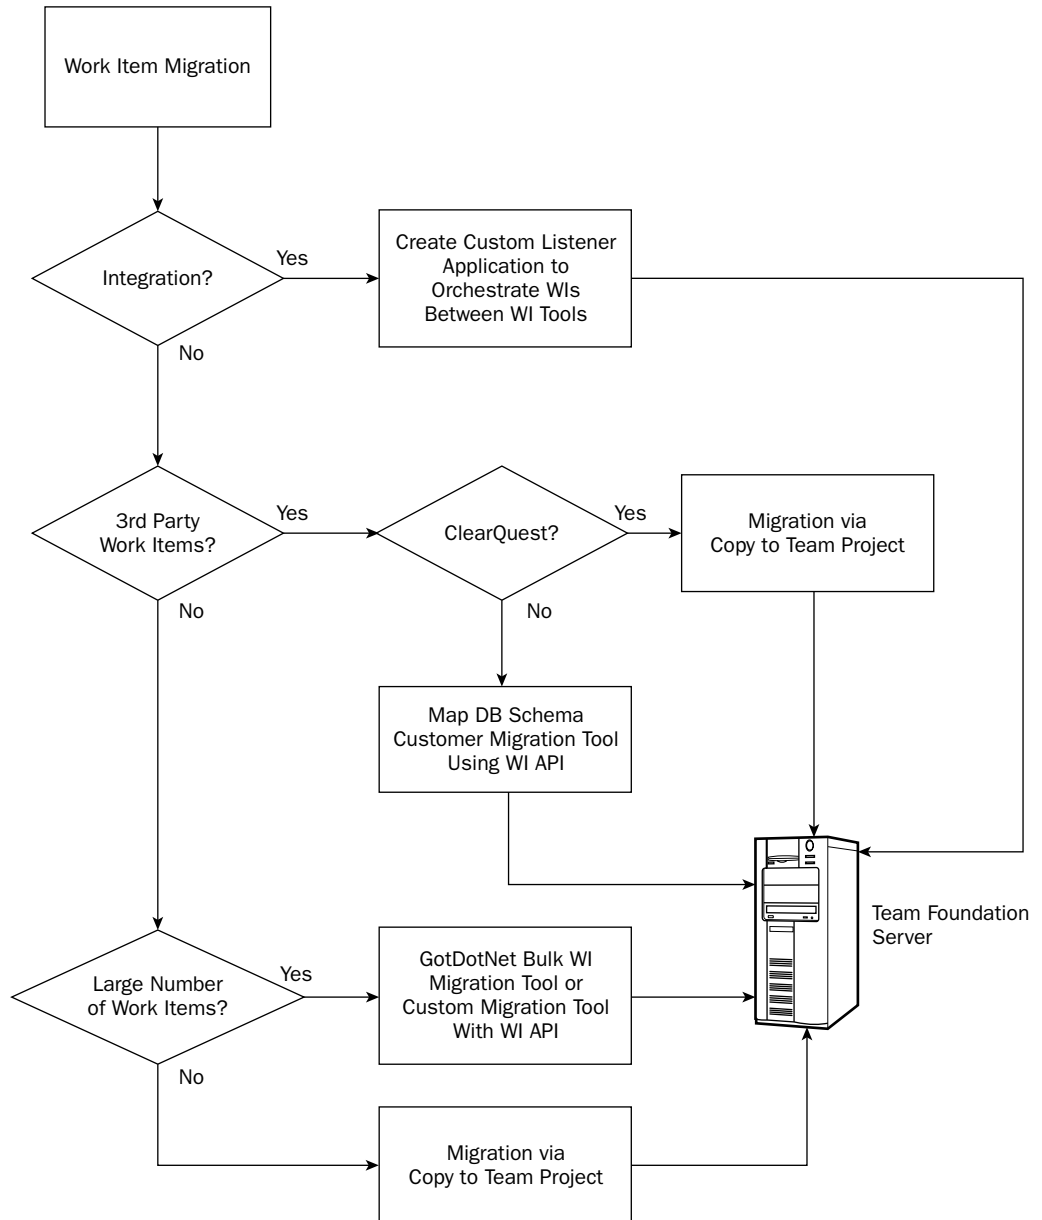 Work Item Migration
Integration?
Yes
Create Custom Listener
Application to
Orchestrate WIs
Between WI Tools
No
3rd Party
Work Items?
Yes
ClearQuest?
Yes
Migration via
Copy to Team Project
No
No
Map DB Schema
Customer Migration Tool
Using WI API
Team Foundation
Server
Large Number
of Work Items?
Yes
GotDotNet Bulk WI
Migration Tool or
Custom Migration Tool
With WI API
No
Migration via
Copy to Team Project